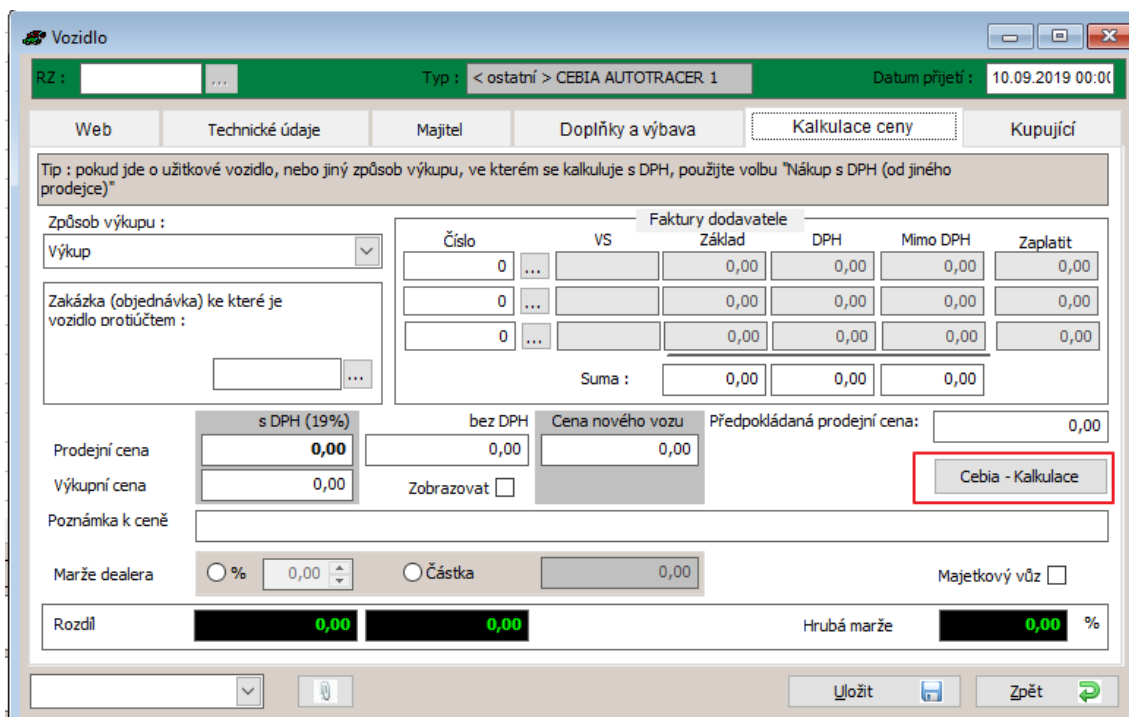 Vozidlo
RZ : ... Typ : < ostatní > CEBIA AUTOTRACER 1 Datum přijetí : 10.09.2019 00:00
Web Technické údaje Majitel Doplňky a výbava Kalkulace ceny Kupující
Tip : pokud jde o užitkové vozidlo, nebo jiný způsob výkupu, ve kterém se kalkuluje s DPH, použijte volbu "Nákup s DPH (od jiného
prodejce)"
Způsob výkupu :
Výkup
Zakázka (objednávka) ke které je
vozidlo protiúčtem :
...
Faktury dodavatele
Číslo VS Základ DPH Mimo DPH Zaplatit
0 ... 0,00 0,00 0,00 0,00
0 ... 0,00 0,00 0,00 0,00
0 ... 0,00 0,00 0,00 0,00
Suma : 0,00 0,00 0,00
s DPH (19%) bez DPH Cena nového vozu Předpokládaná prodejní cena: 0,00
Prodejní cena 0,00 0,00 0,00
Výkupní cena 0,00 Zobrazovat Cebia - Kalkulace
Poznámka k ceně
Marže dealera % 0,00 Částka 0,00 Majetkový vůz
Rozdíl 0,00 0,00 Hrubá marže 0,00 %
Uložit Zpět